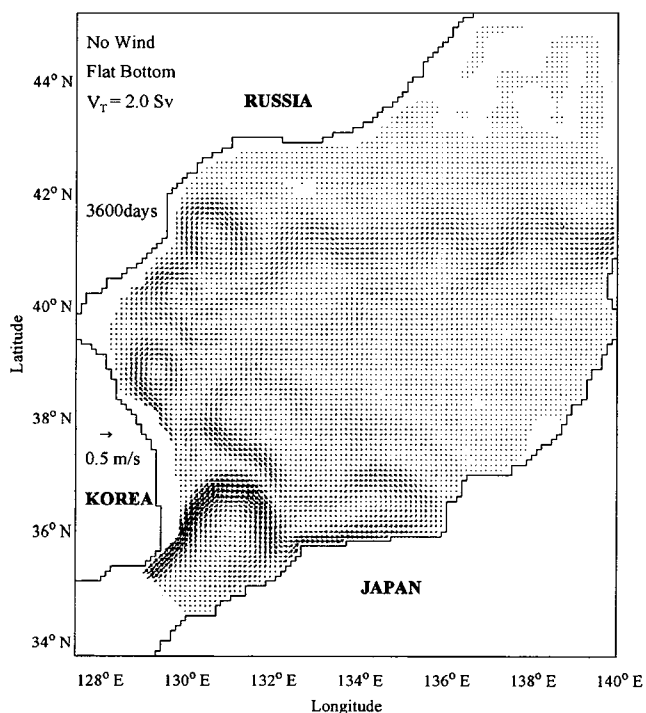 No Wind
Flat Bottom
V_T = 2.0 Sv
44° N
RUSSIA
42° N
3600days
40° N
Latitude
38° N
→
0.5 m/s
KOREA
36° N
JAPAN
34° N
128° E 130° E 132° E 134° E 136° E 138° E 140° E
Longitude